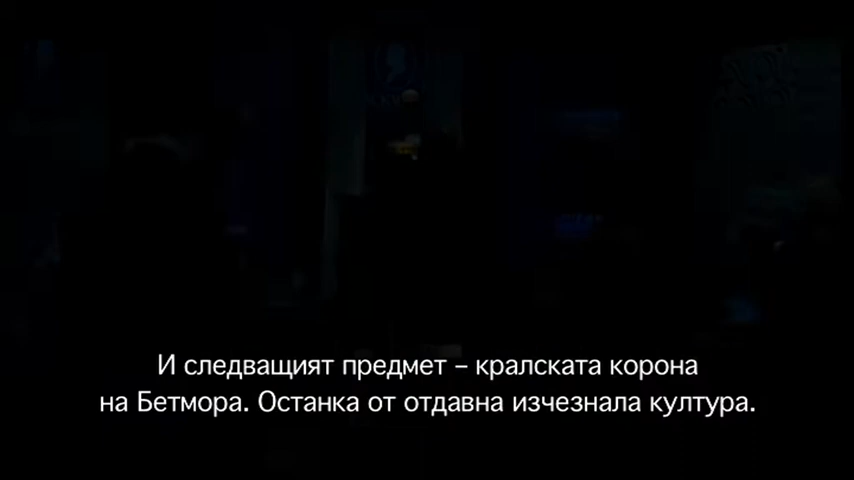 И следващият предмет – кралската корона
на Бетмора. Останка от отдавна изчезнала култура.